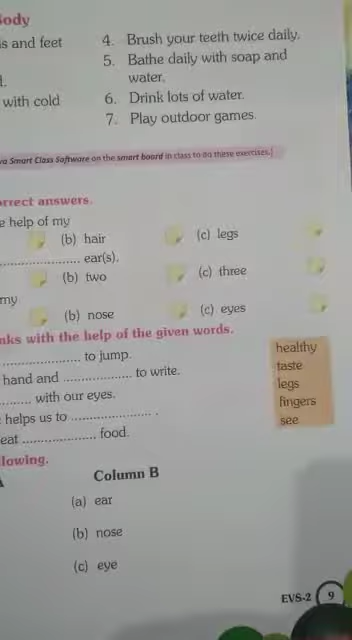 Body
is and feet
4. Brush your teeth twice daily.
5. Bathe daily with soap and
water.
with cold
6. Drink lots of water.
7. Play outdoor games.
Smart Class Software on the smart board in class to do these exercises.]
orrect answers.
e help of my
(b) hair (c) legs
.................... ear(s).
(b) two (c) three
my
(b) nose (c) eyes
nks with the help of the given words.
.................... to jump.
hand and .................... to write.
......... with our eyes.
helps us to ....................... .
eat .................... food.
healthy
taste
legs
fingers
see
lowing.
Column B
(a) ear
(b) nose
(c) eye
EVS-2 9